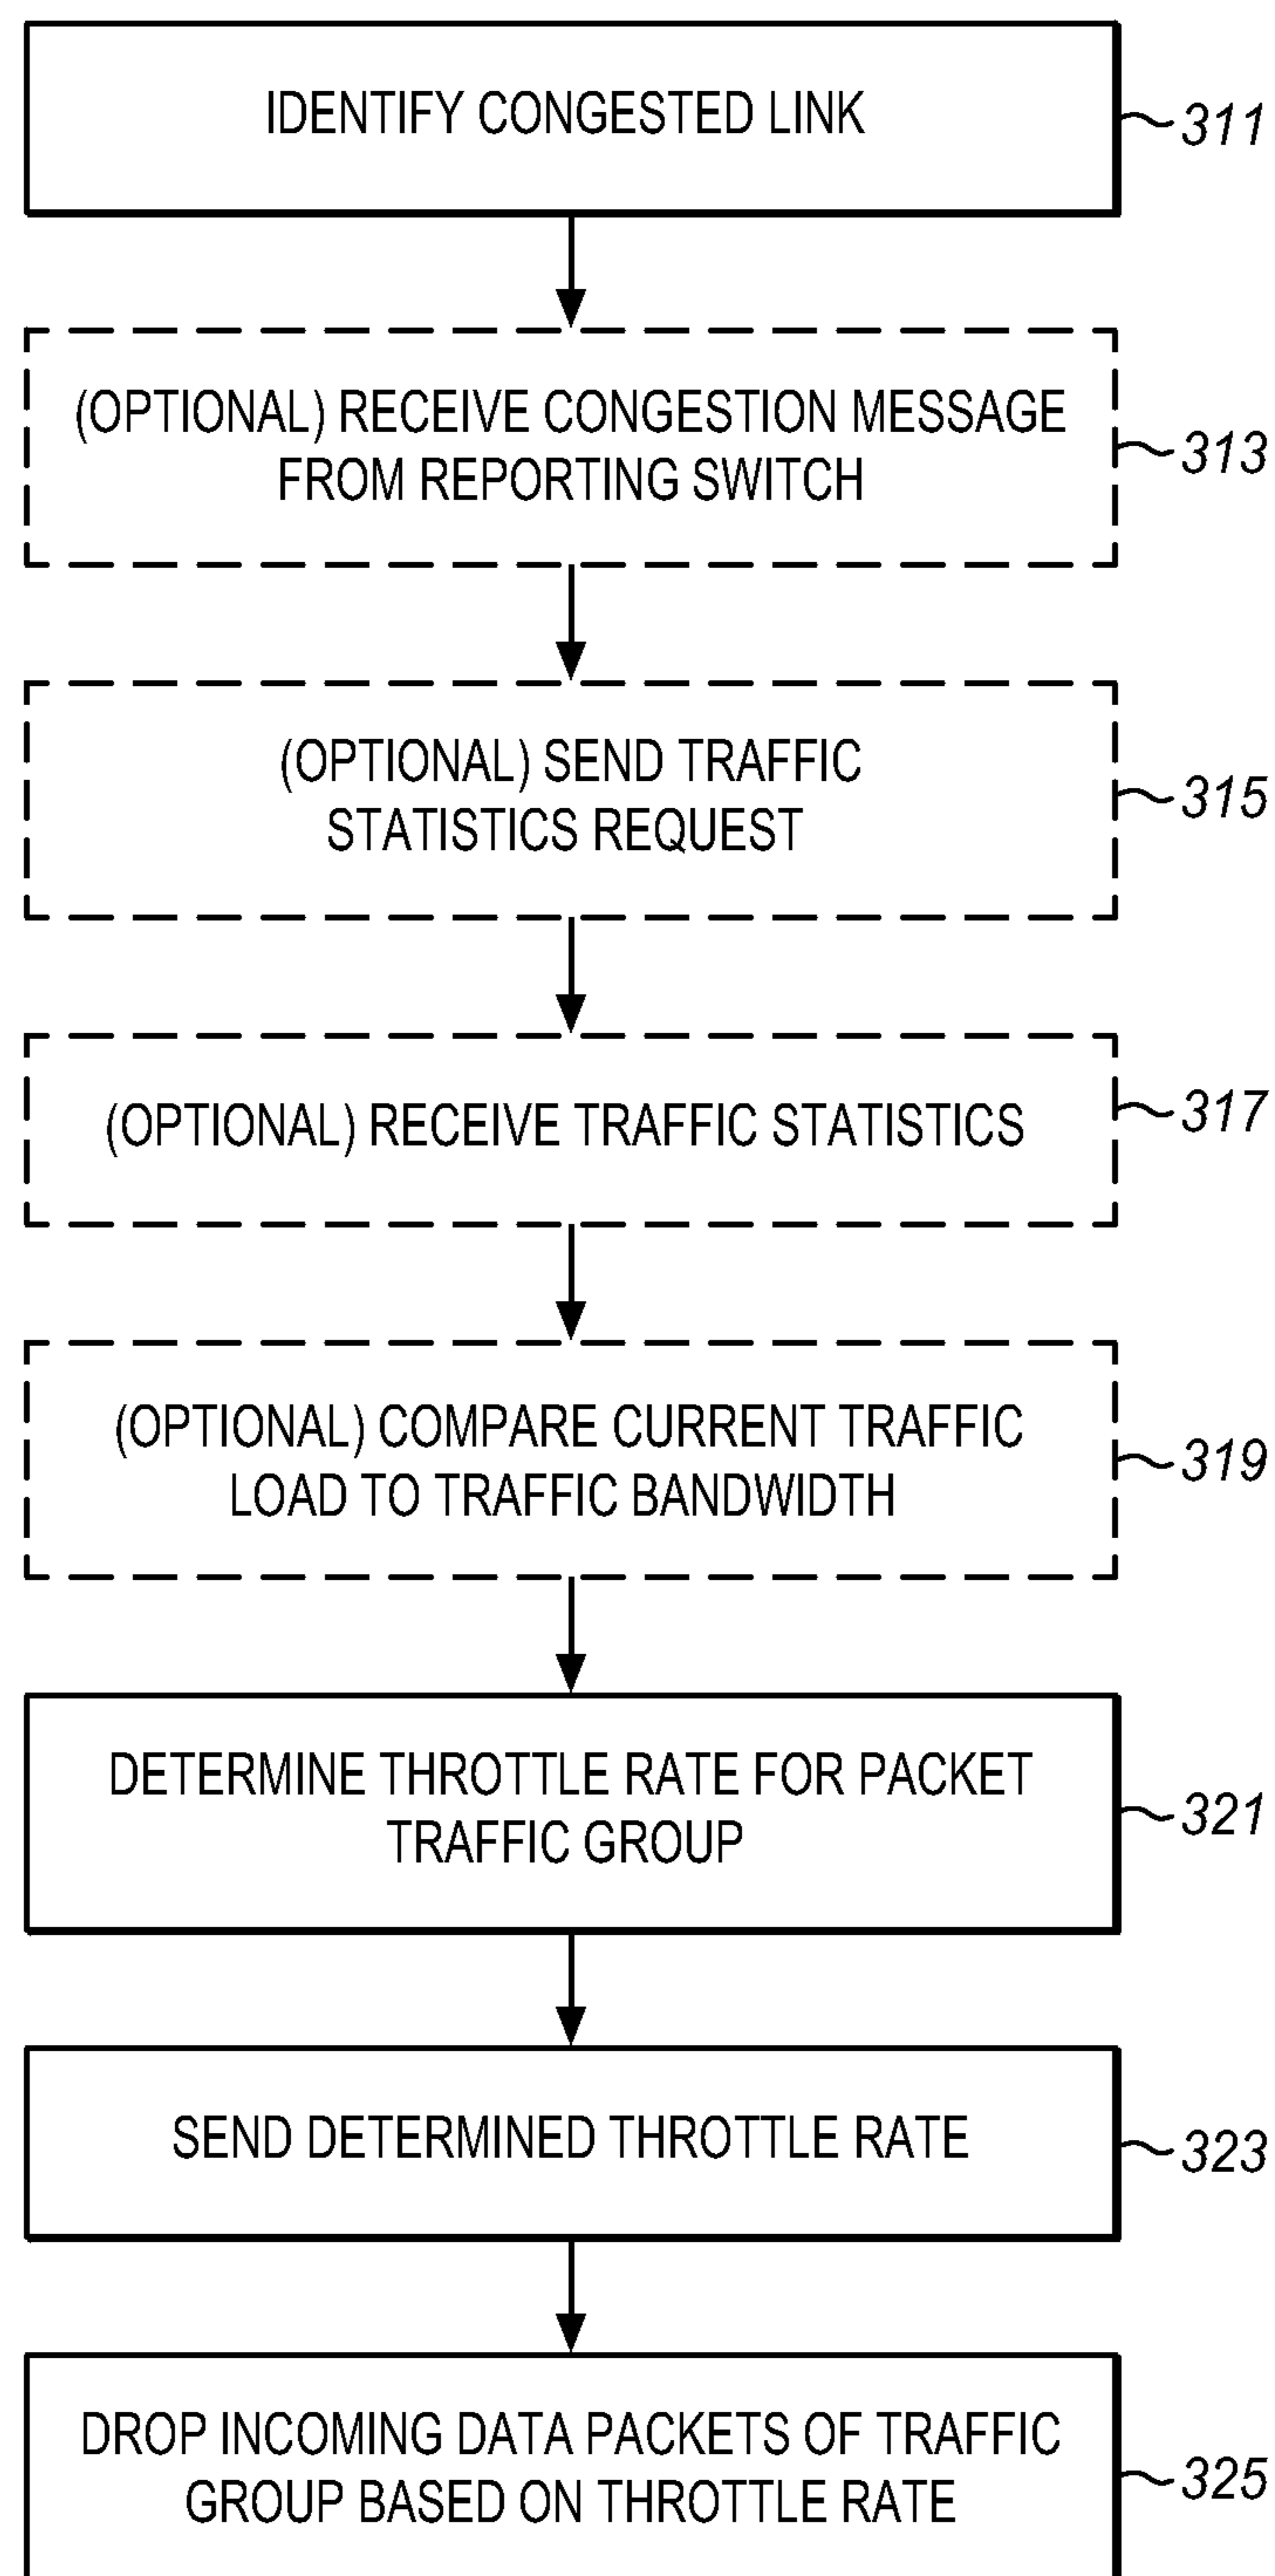 IDENTIFY CONGESTED LINK
311
(OPTIONAL) RECEIVE CONGESTION MESSAGE
FROM REPORTING SWITCH
313
(OPTIONAL) SEND TRAFFIC
STATISTICS REQUEST
315
(OPTIONAL) RECEIVE TRAFFIC STATISTICS
317
(OPTIONAL) COMPARE CURRENT TRAFFIC
LOAD TO TRAFFIC BANDWIDTH
319
DETERMINE THROTTLE RATE FOR PACKET
TRAFFIC GROUP
321
SEND DETERMINED THROTTLE RATE
323
DROP INCOMING DATA PACKETS OF TRAFFIC
GROUP BASED ON THROTTLE RATE
325